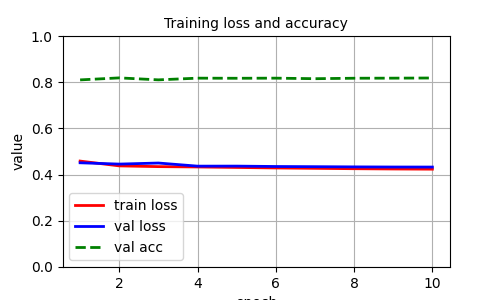 Training loss and accuracy
1.0
0.8
0.6
0.4
0.2
0.0
value
train loss
val loss
val acc
2
4
6
8
10
epoch